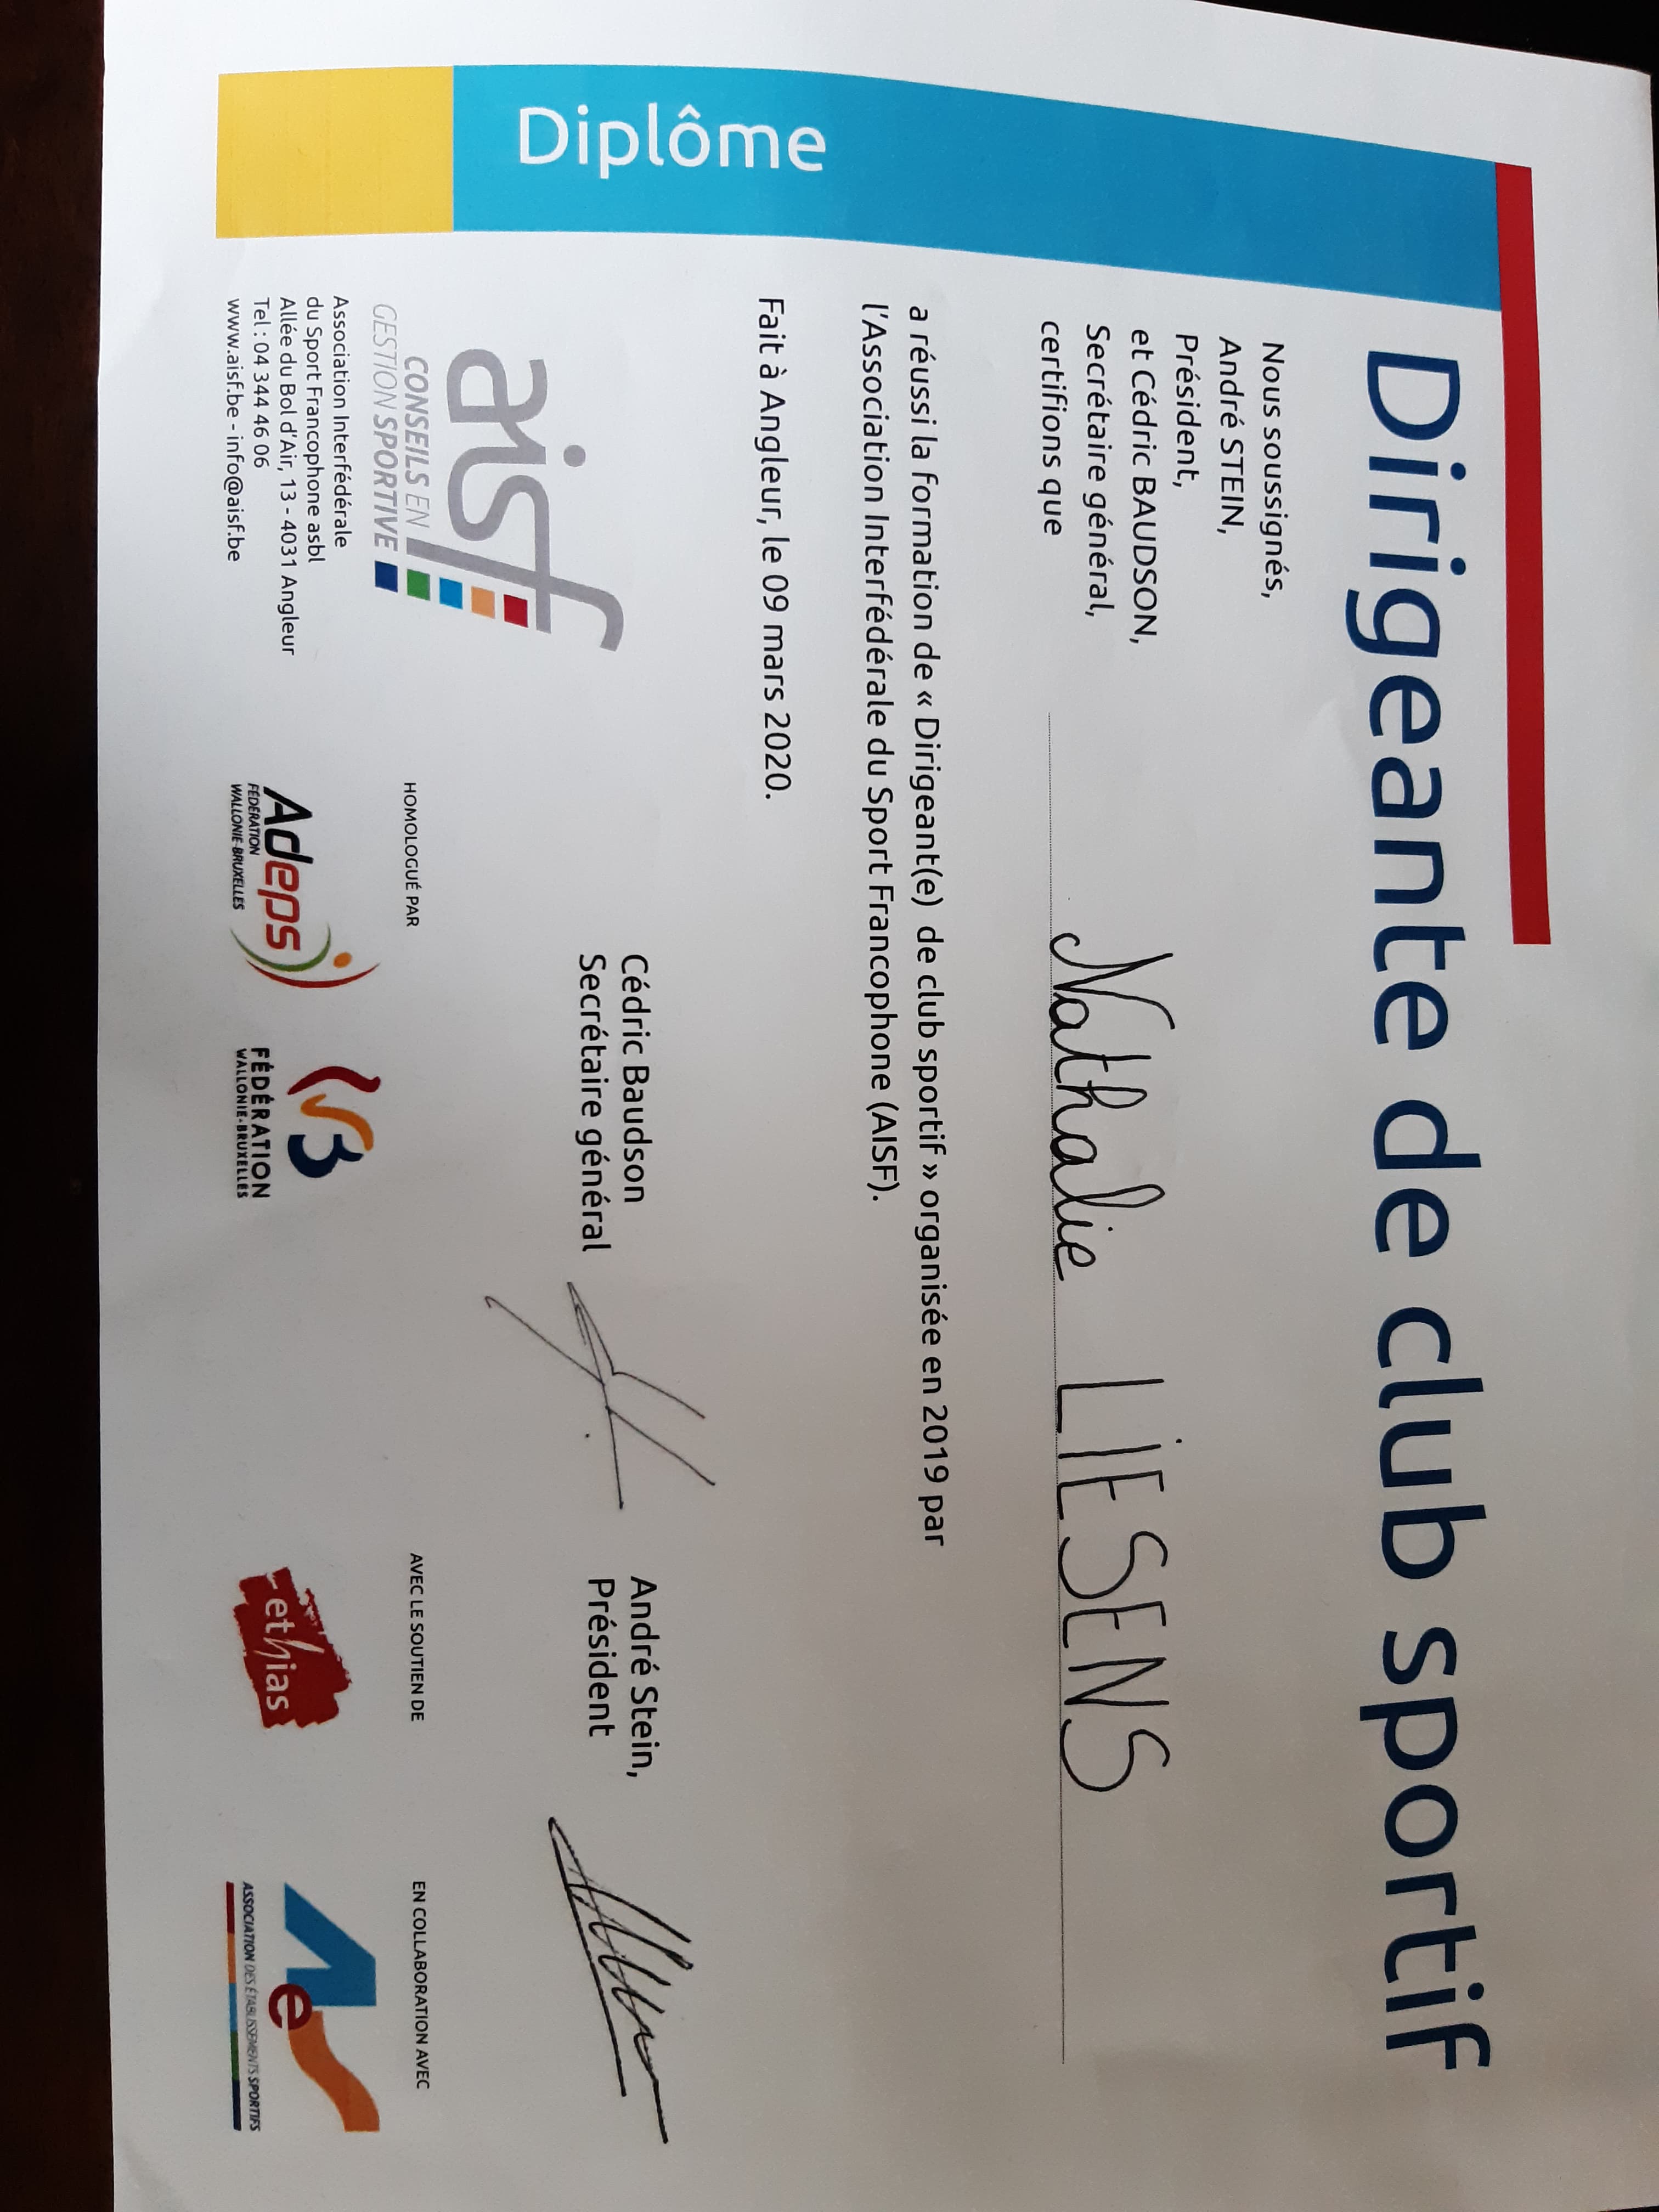 Diplôme
Dirigeante de club sportif
Nous soussignés,
André STEIN,
Président,
et Cédric BAUDSON,
Secrétaire général,
certifions que
Nathalie LIESENS
a réussi la formation de « Dirigeant(e) de club sportif » organisée en 2019 par
l'Association Interfédérale du Sport Francophone (AISF).
Fait à Angleur, le 09 mars 2020.
Cédric Baudson
Secrétaire général
André Stein,
Président
aisf
CONSEILS EN
GESTION SPORTIVE
Association Interfédérale
du Sport Francophone asbl
Allée du Bol d'Air, 13 - 4031 Angleur
Tel : 04 344 46 06
www.aisf.be - info@aisf.be
HOMOLOGUÉ PAR
Adeps
FÉDÉRATION
WALLONIE-BRUXELLES
FÉDÉRATION
WALLONIE-BRUXELLES
AVEC LE SOUTIEN DE
ethias
EN COLLABORATION AVEC
AeS
ASSOCIATION DES ÉTABLISSEMENTS SPORTIFS